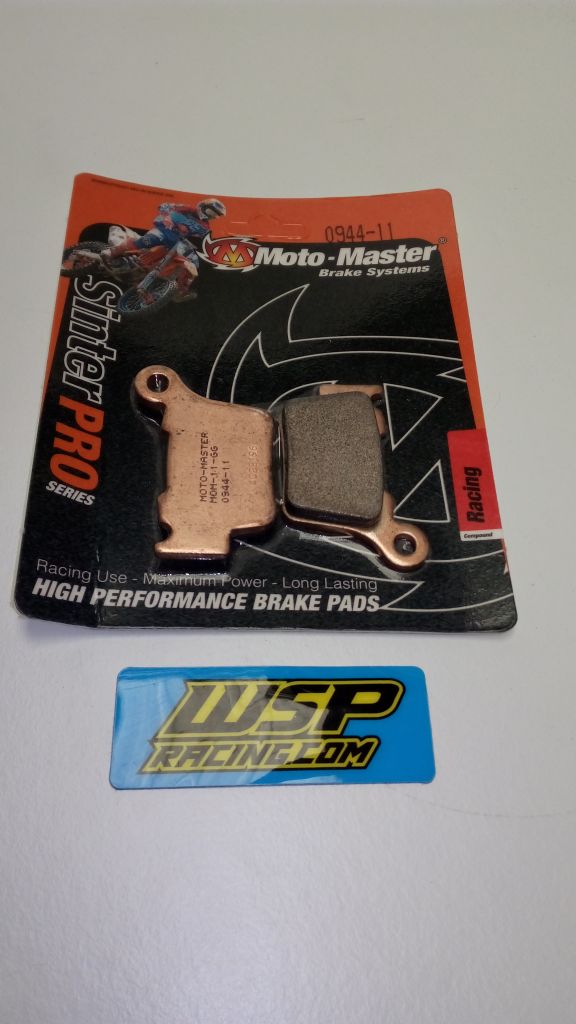 0944-11
Moto-Master®
Brake Systems
Sinter PRO
SERIES
MOTO-MASTER
MOM-11-GG
0944-11
Racing
Compound
Racing Use - Maximum Power - Long Lasting
HIGH PERFORMANCE BRAKE PADS
WSP
RACING.COM